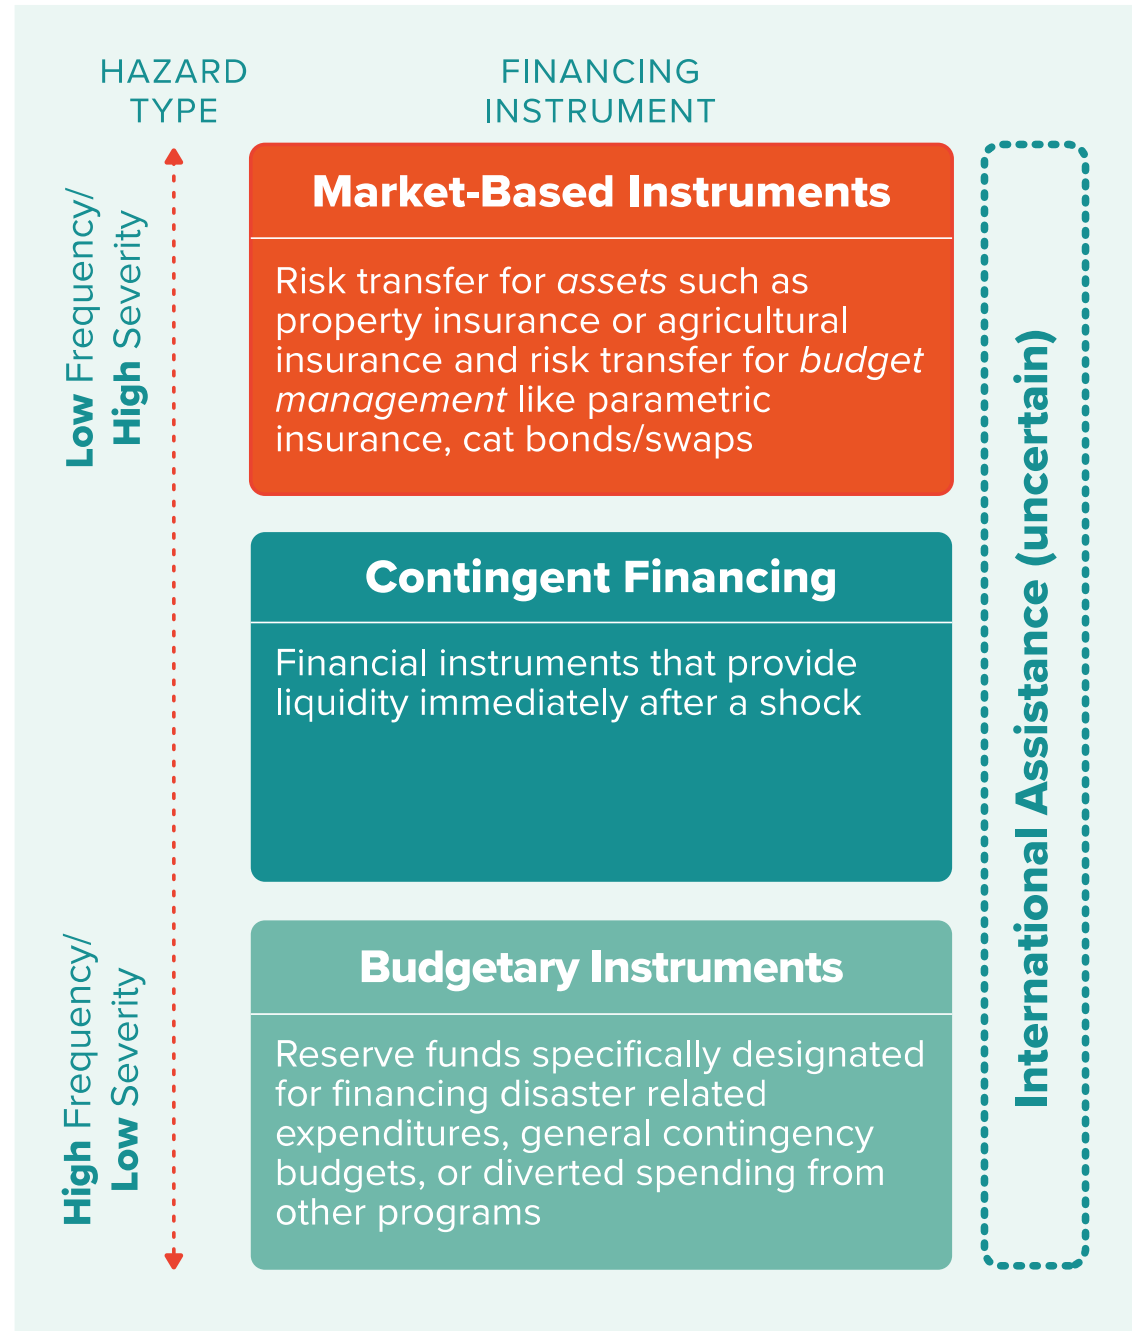 HAZARD
TYPE
FINANCING
INSTRUMENT
Low Frequency/
High Severity
High Frequency/
Low Severity
Market-Based Instruments
Risk transfer for assets such as
property insurance or agricultural
insurance and risk transfer for budget
management like parametric
insurance, cat bonds/swaps
Contingent Financing
Financial instruments that provide
liquidity immediately after a shock
Budgetary Instruments
Reserve funds specifically designated
for financing disaster related
expenditures, general contingency
budgets, or diverted spending from
other programs
International Assistance (uncertain)